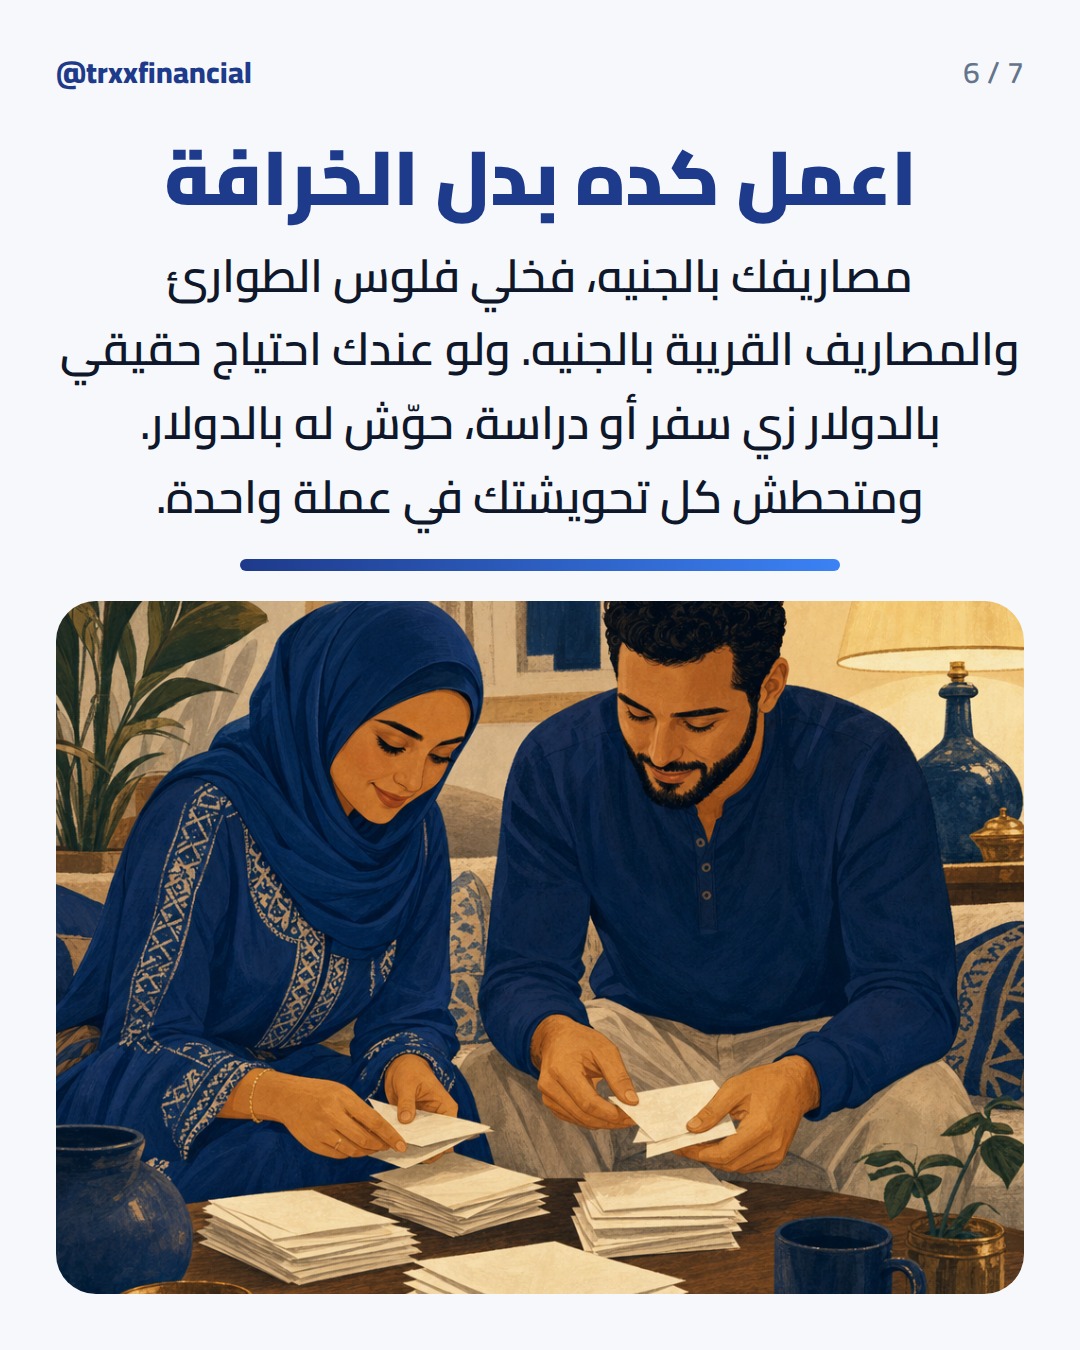 @trxxfinancial
6 / 7
اعمل كده بدل الخرافة
مصاريفك بالجنيه، فخلي فلوس الطوارئ
والمصاريف القريبة بالجنيه. ولو عندك احتياج حقيقي
بالدولار زي سفر أو دراسة، حوّش له بالدولار.
ومتحطش كل تحويشتك في عملة واحدة.